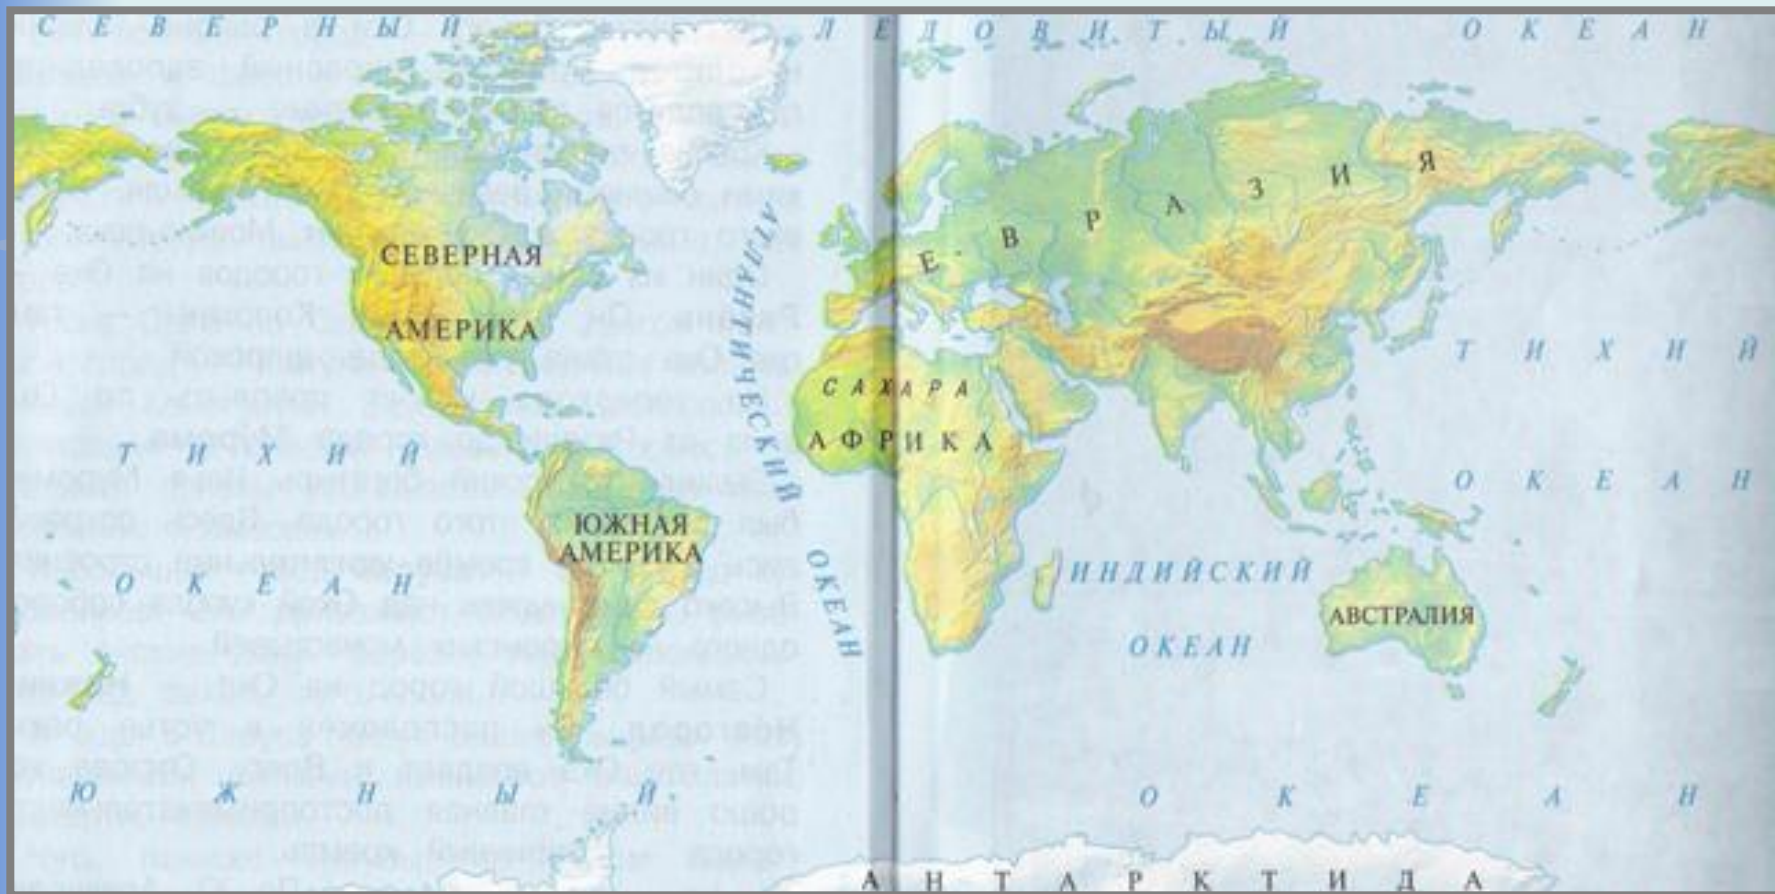 СЕВЕРНЫЙ ЛЕДОВИТЫЙ ОКЕАН
ЕВРАЗИЯ
СЕВЕРНАЯ
АМЕРИКА
АТЛАНТИЧЕСКИЙ
ОКЕАН
ТИХИЙ
ОКЕАН
САХАРА
АФРИКА
ТИХИЙ
ОКЕАН
ЮЖНАЯ
АМЕРИКА
ИНДИЙСКИЙ
ОКЕАН
АВСТРАЛИЯ
ЮЖНЫЙ ОКЕАН
АНТАРКТИДА